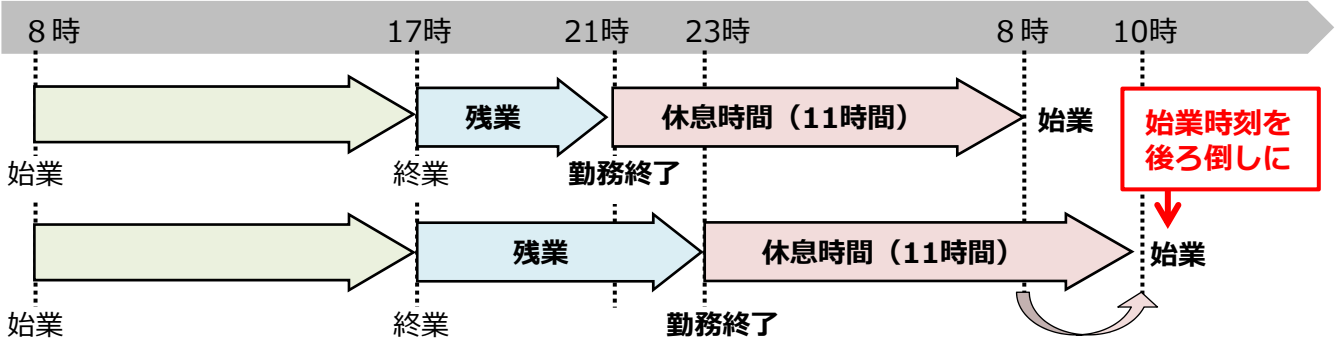 ８時 17時 21時 23時 ８時 10時
残業 休息時間（11時間） 始業
始業時刻を
後ろ倒しに
始業 終業 勤務終了
残業 休息時間（11時間） 始業
始業 終業 勤務終了